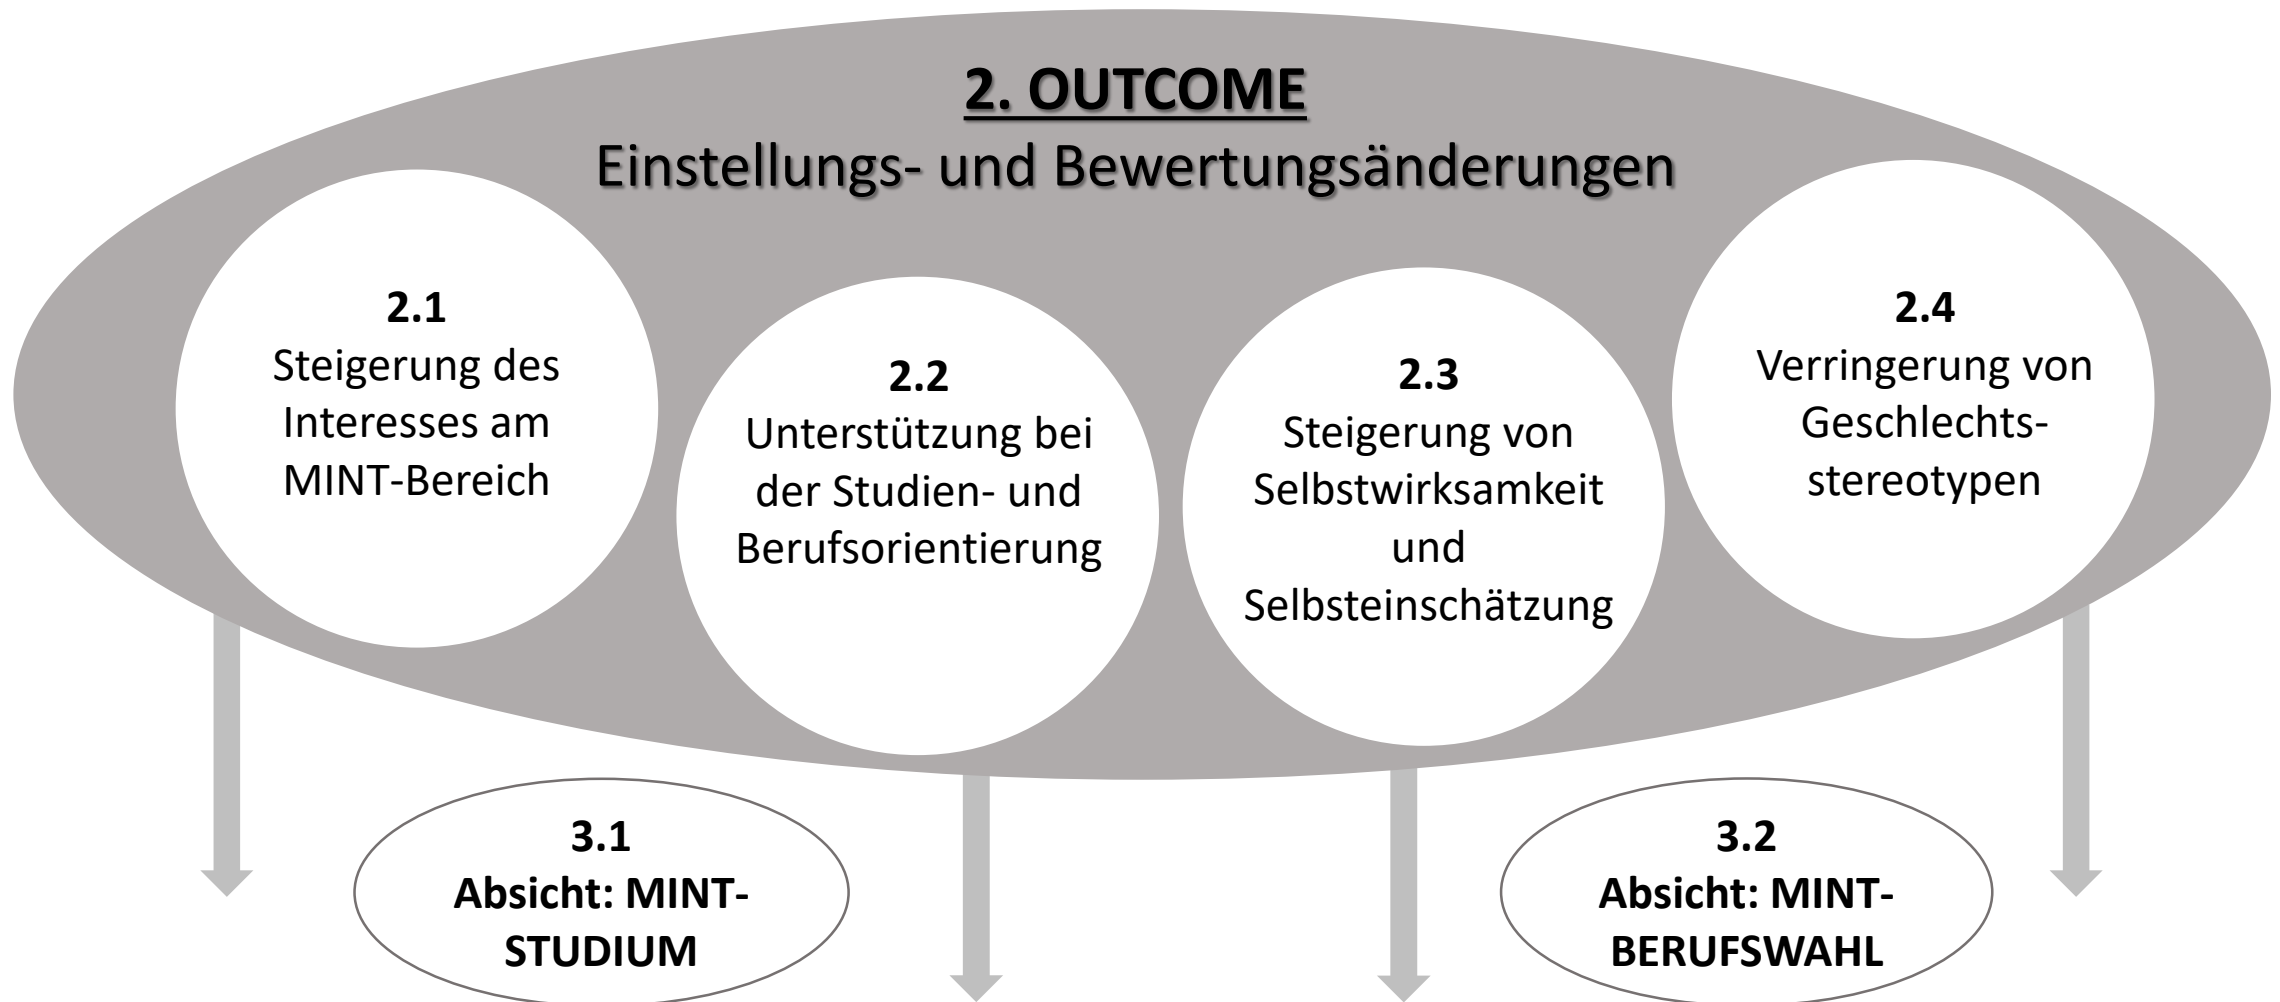 2. OUTCOME
Einstellungs- und Bewertungsänderungen
2.1
Steigerung des
Interesses am
MINT-Bereich
2.2
Unterstützung bei
der Studien- und
Berufsorientierung
2.3
Steigerung von
Selbstwirksamkeit
und
Selbsteinschätzung
2.4
Verringerung von
Geschlechts-
stereotypen
3.1
Absicht: MINT-
STUDIUM
3.2
Absicht: MINT-
BERUFSWAHL